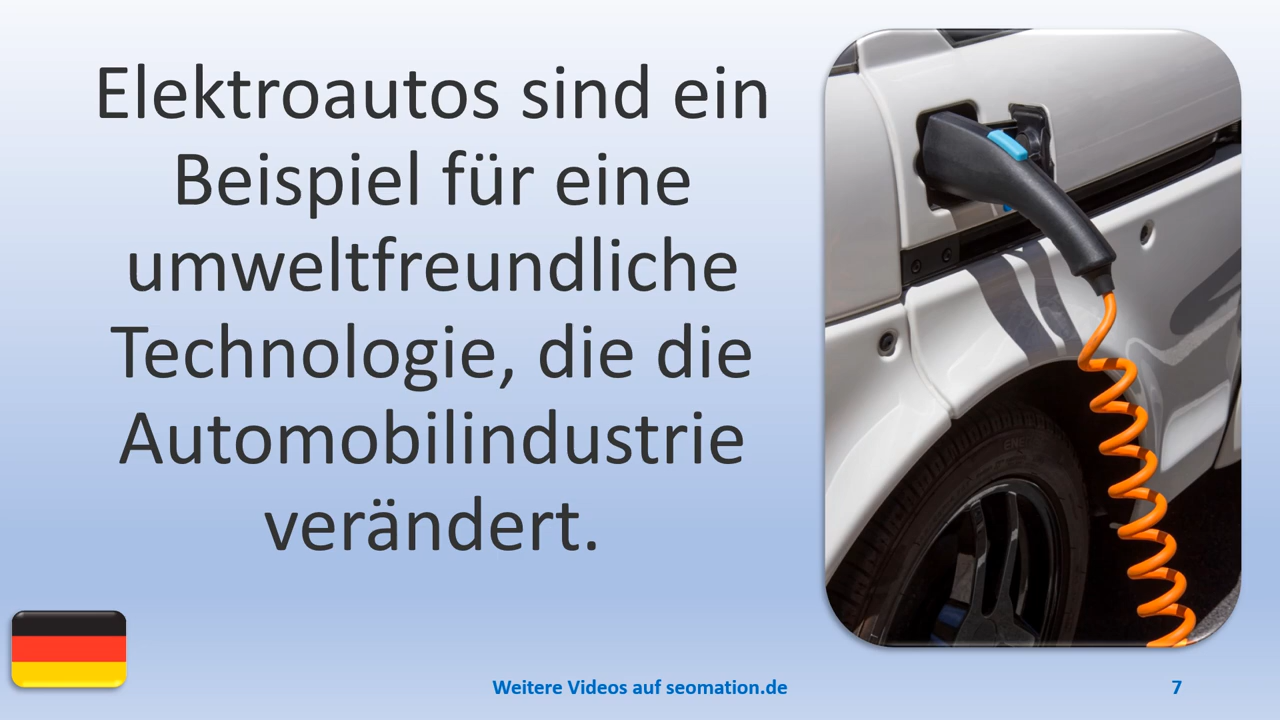 Elektroautos sind ein
Beispiel für eine
umweltfreundliche
Technologie, die die
Automobilindustrie
verändert.
Weitere Videos auf seomation.de
7